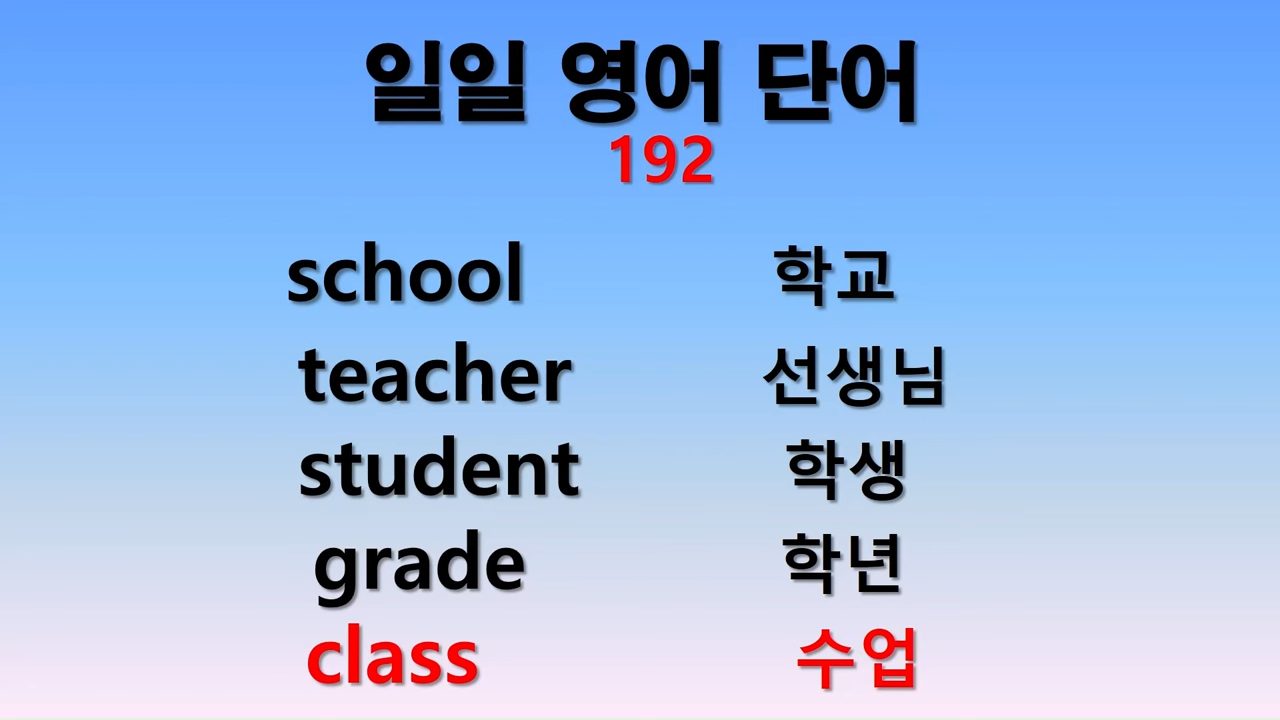 일일 영어 단어
192
school 학교
teacher 선생님
student 학생
grade 학년
class 수업